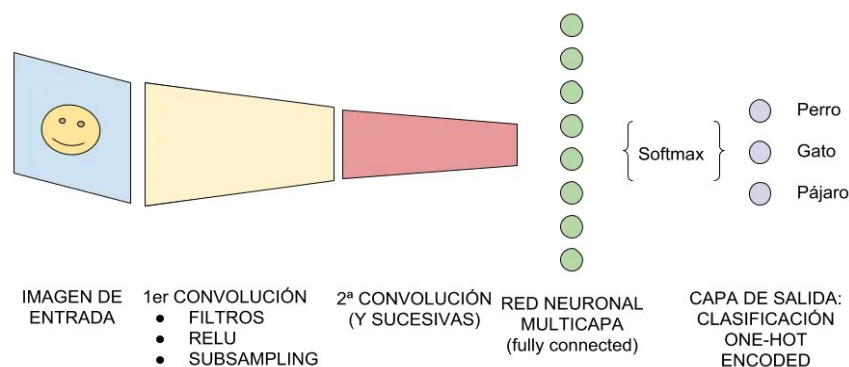 Perro
Softmax
Gato
Pájaro
IMAGEN DE
ENTRADA
1er CONVOLUCIÓN
● FILTROS
● RELU
● SUBSAMPLING
2ª CONVOLUCIÓN
(Y SUCESIVAS)
RED NEURONAL
MULTICAPA
(fully connected)
CAPA DE SALIDA:
CLASIFICACIÓN
ONE-HOT
ENCODED